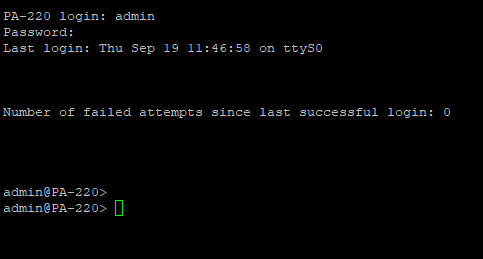 PA-220 login: admin
Password:
Last login: Thu Sep 19 11:46:58 on ttyS0
Number of failed attempts since last successful login: 0
admin@PA-220>
admin@PA-220>